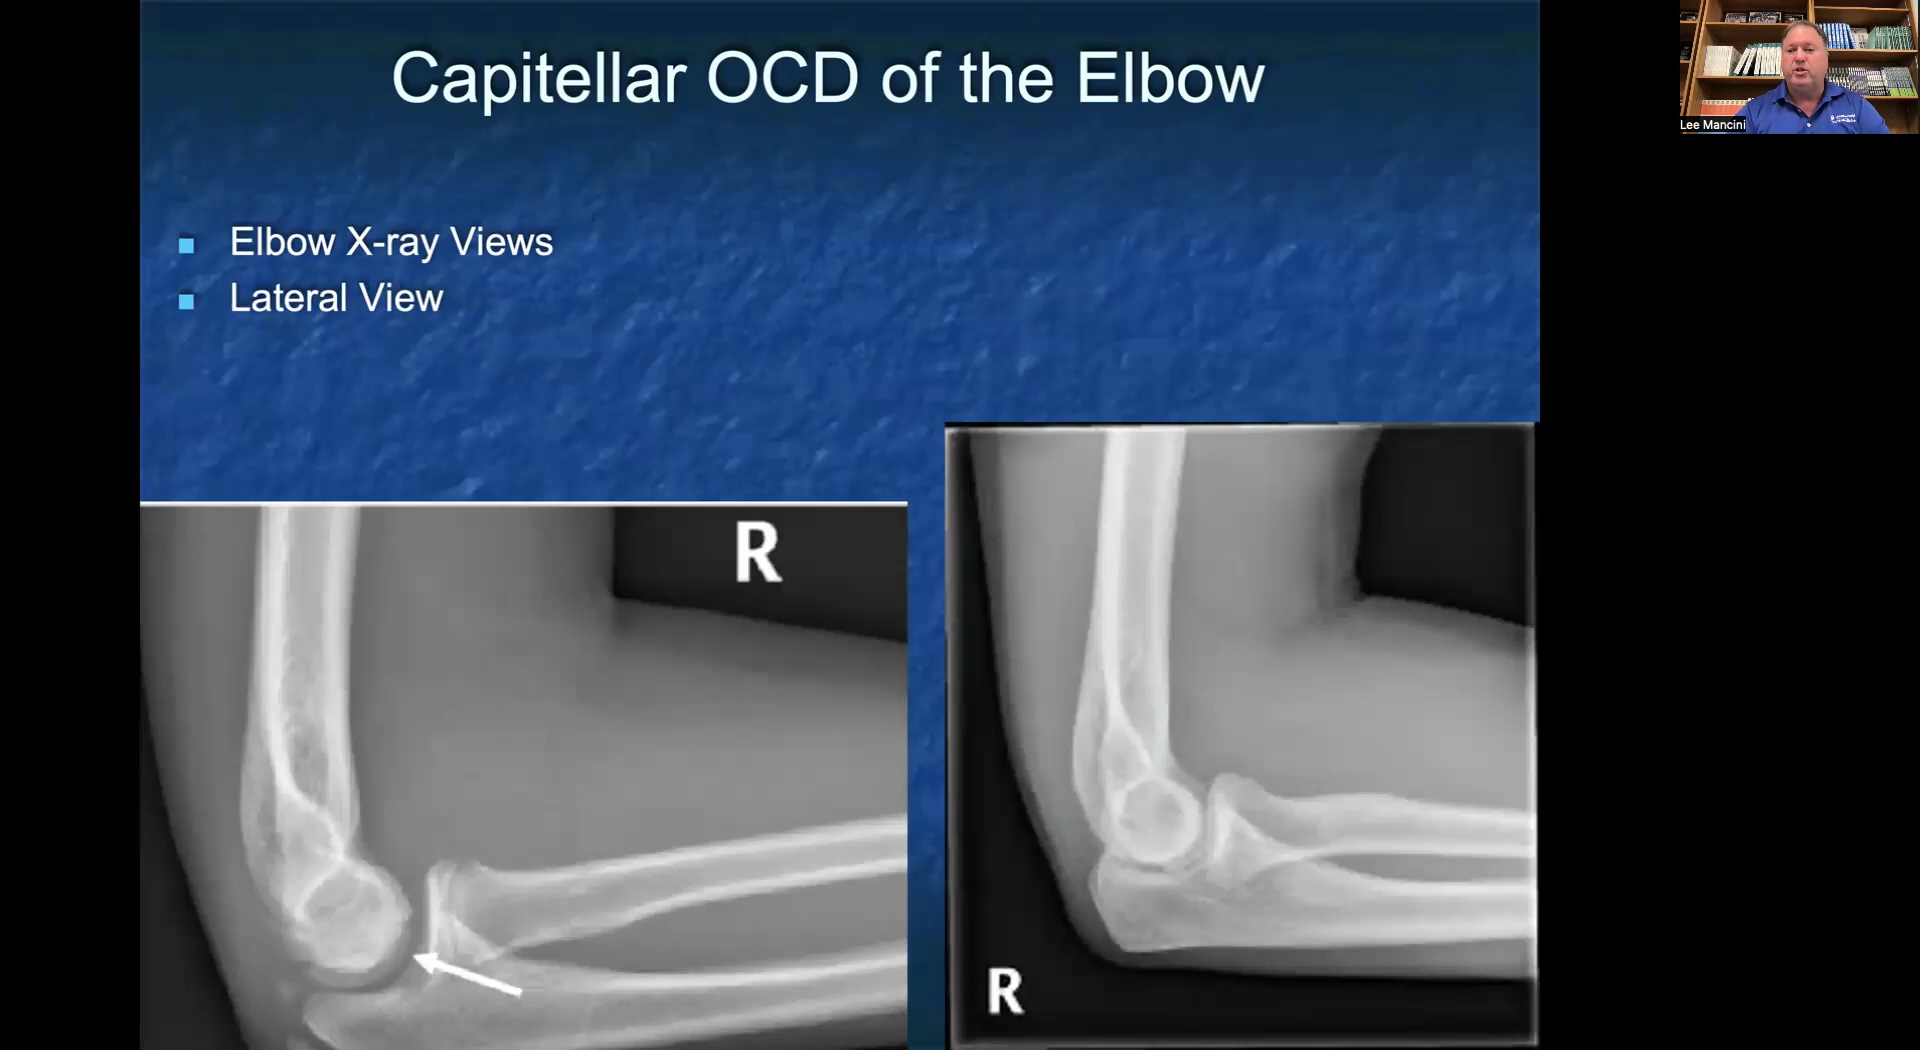 Capitellar OCD of the Elbow
Elbow X-ray Views
Lateral View
R
R
Lee Mancini